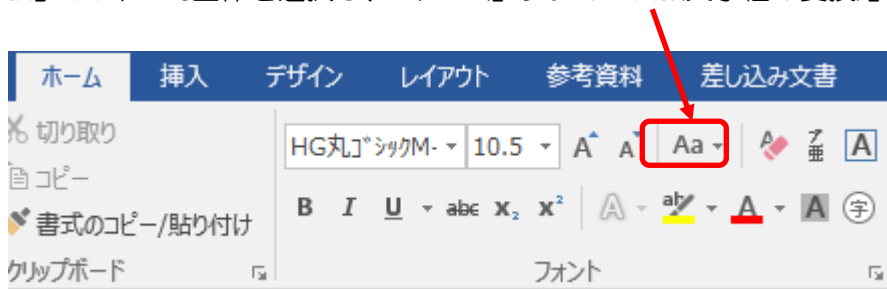 ホーム 挿入 デザイン レイアウト 参考資料 差し込み文書
切り取り
HG丸ゴシックM- 10.5 A A Aa ア亜 A
コピー
B I U abc X₂ X² A ab A A 字
書式のコピー/貼り付け
クリップボード フォント